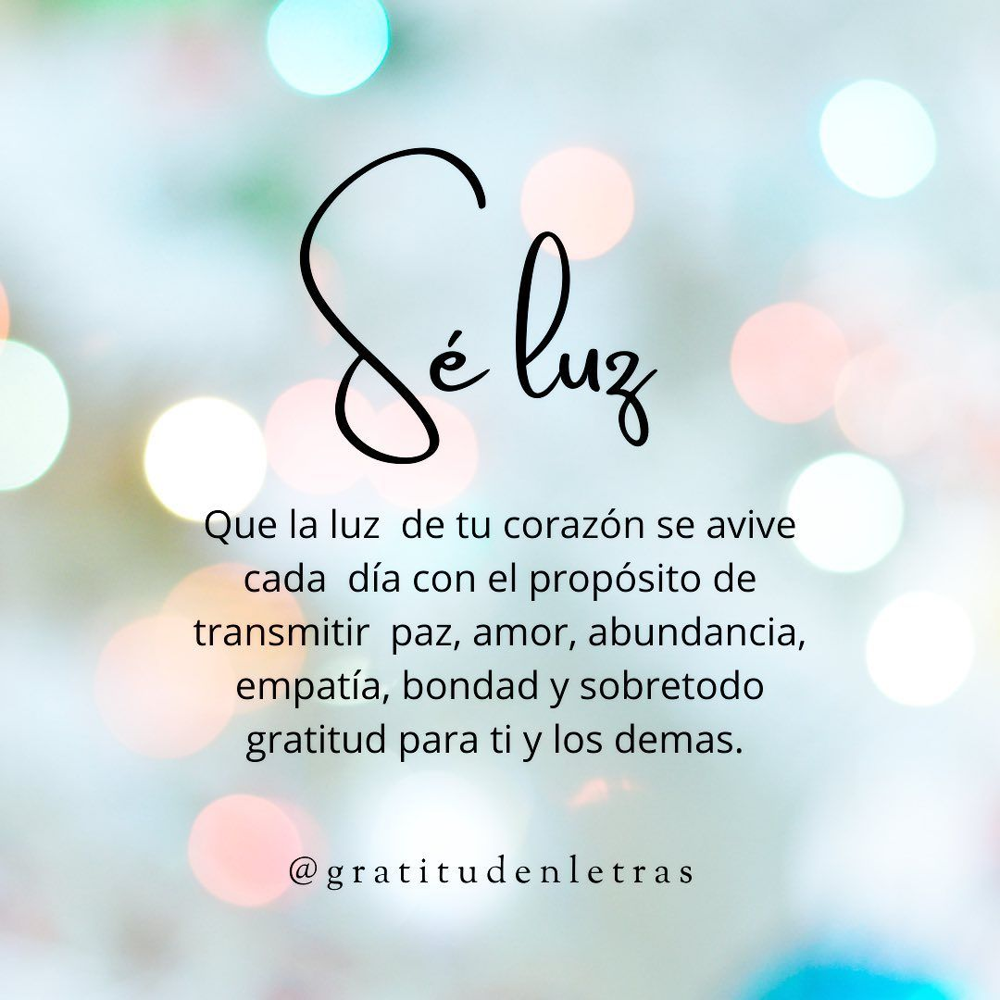 Sé luz
Que la luz  de tu corazón se avive
cada  día con el propósito de
transmitir  paz, amor, abundancia,
empatía, bondad y sobretodo
gratitud para ti y los demas.
@gratitudenletras